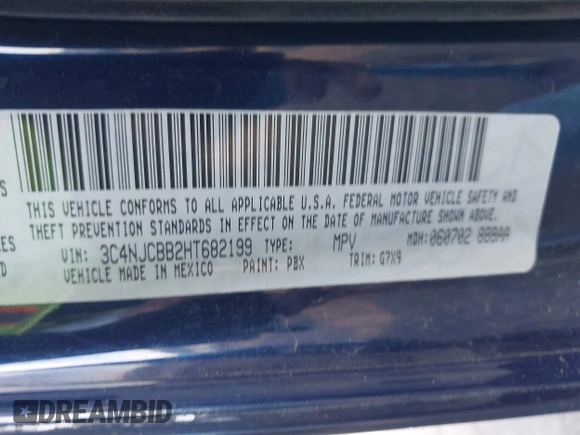 S
THIS VEHICLE CONFORMS TO ALL APPLICABLE U.S.A. FEDERAL MOTOR VEHICLE SAFETY AND
LES THEFT PREVENTION STANDARDS IN EFFECT ON THE DATE OF MANUFACTURE SHOWN ABOVE.
D VIN: 3C4NJCBB2HT682199 TYPE: MPV MDH:060702 888AA
VEHICLE MADE IN MEXICO PAINT: PBX TRIM: G7X9
DREAMBID